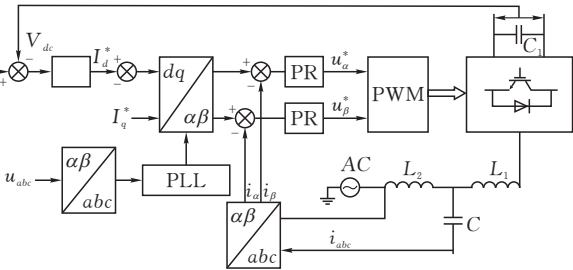 V_dc
I_d^*
dq
αβ
I_q^*
PR
u_α^*
PR
u_β^*
PWM
C_1
u_abc
αβ
abc
PLL
i_α i_β
αβ
abc
AC
L_2
L_1
C
i_abc
+
−
+
−
+
−
+
−